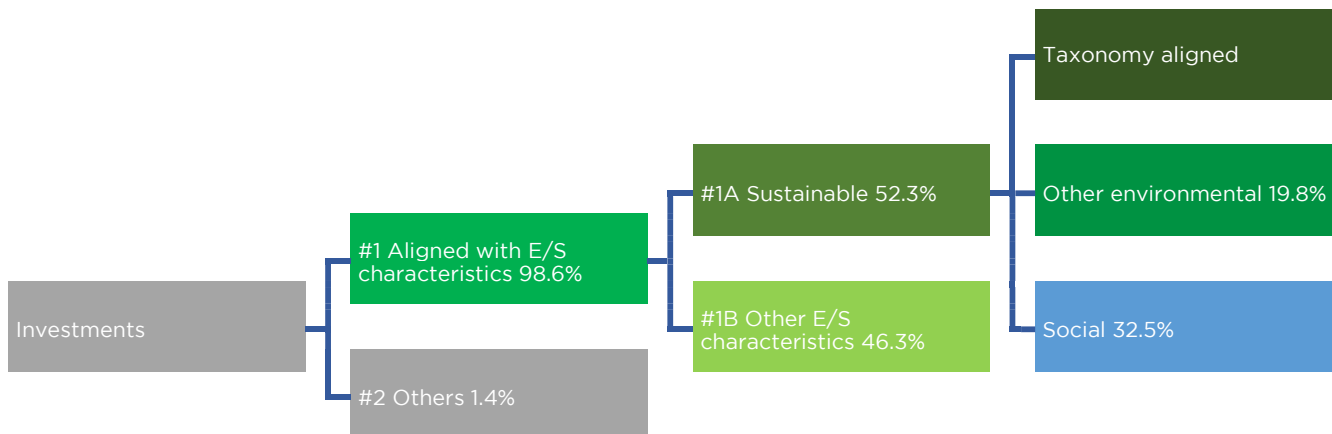 Investments
#1 Aligned with E/S
characteristics 98.6%
#2 Others 1.4%
#1A Sustainable 52.3%
#1B Other E/S
characteristics 46.3%
Taxonomy aligned
Other environmental 19.8%
Social 32.5%